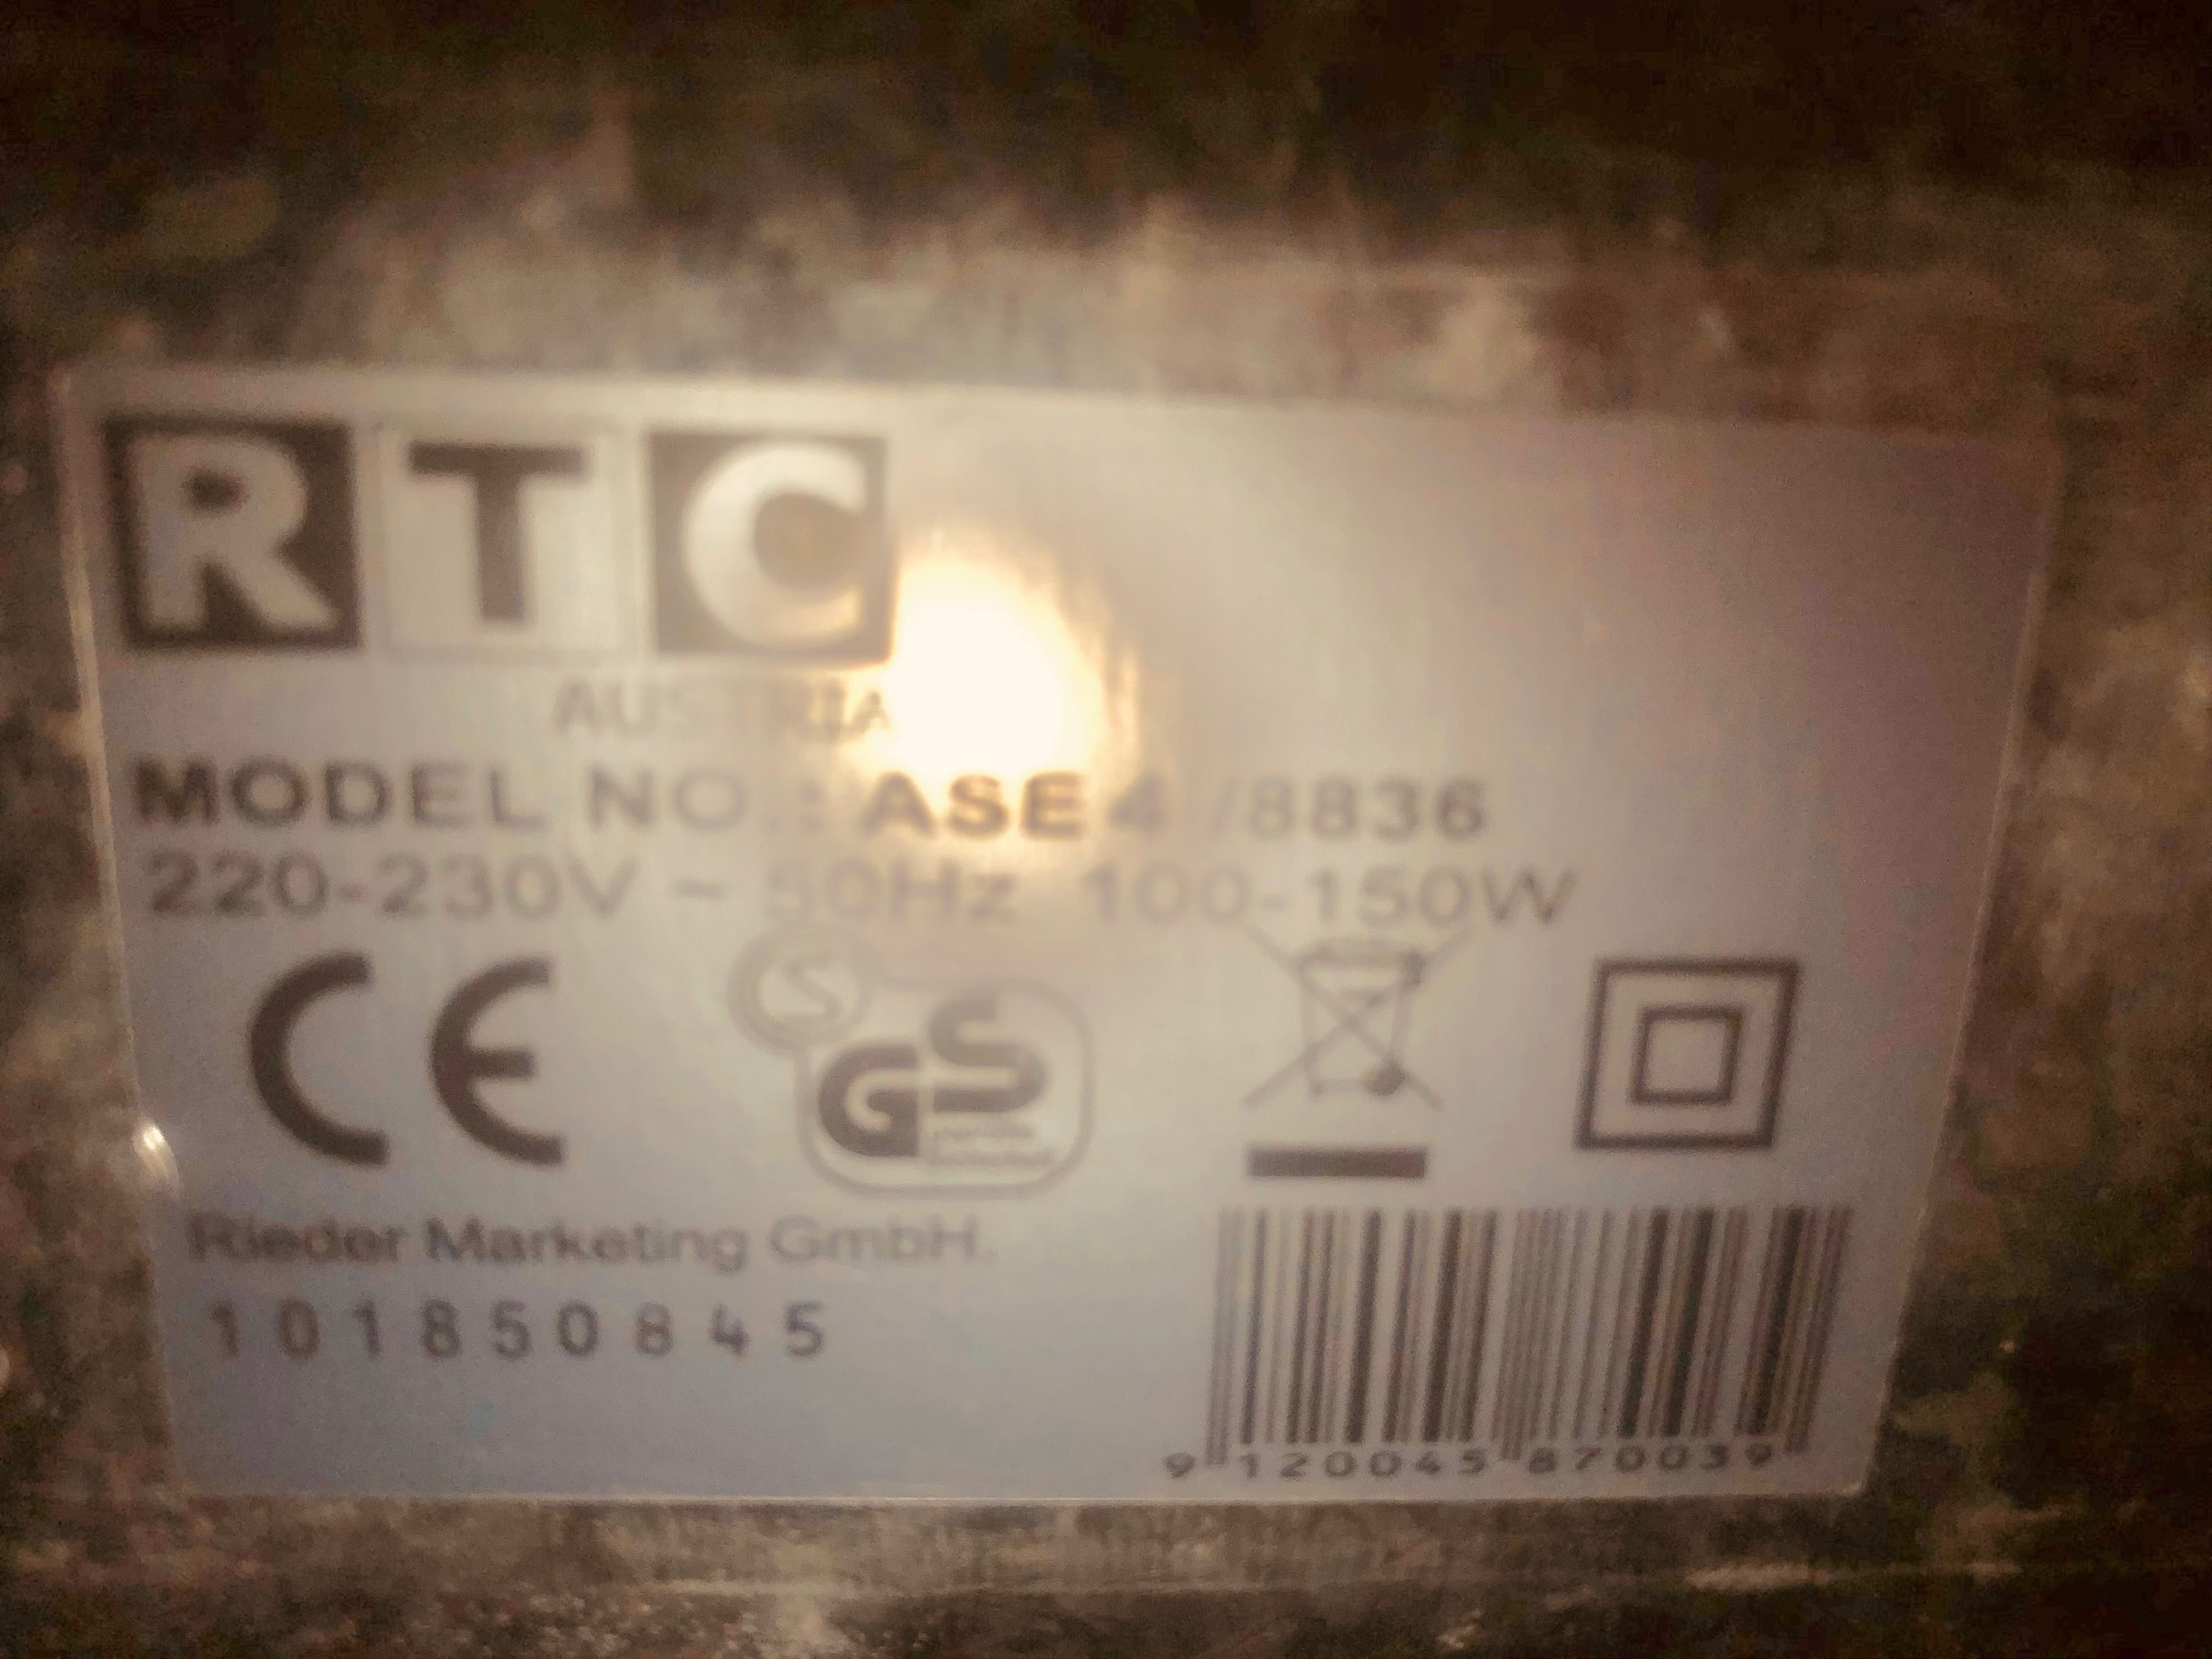 RTC
AUSTRIA
MODEL NO.: ASE 4 /8836
220-230V ~ 50Hz 100-150W
CE
S
GS
Rieder Marketing GmbH.
101850845
9 120045 870039